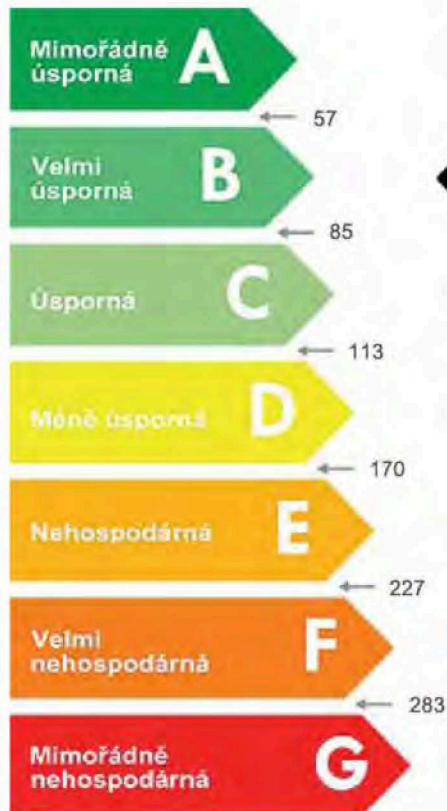 Mimořádně
úsporná
A
57
Velmi
úsporná
B
85
Úsporná
C
113
Méně úsporná
D
170
Nehospodárná
E
227
Velmi
nehospodárná
F
283
Mimořádně
nehospodárná
G